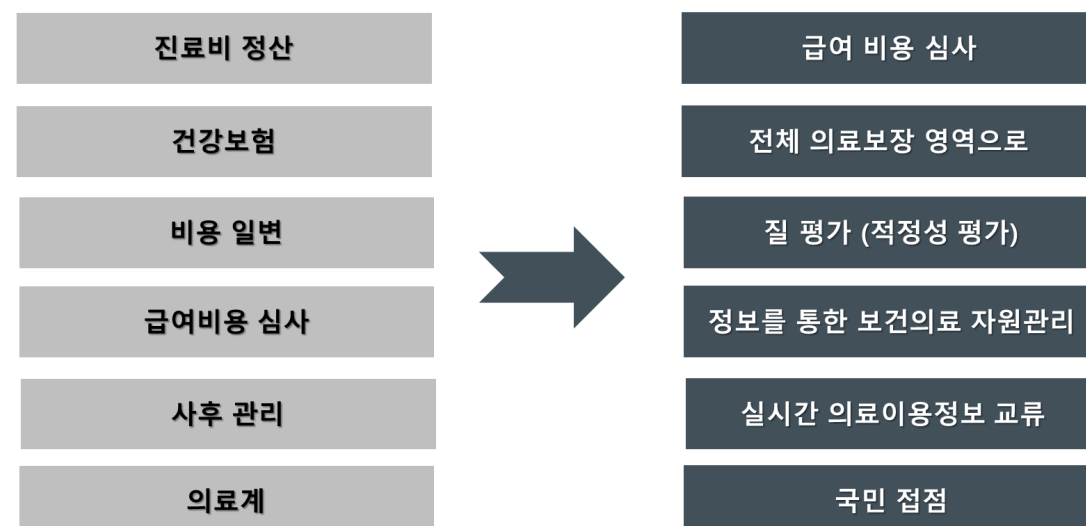 진료비 정산
급여 비용 심사
건강보험
전체 의료보장 영역으로
비용 일변
질 평가 (적정성 평가)
급여비용 심사
정보를 통한 보건의료 자원관리
사후 관리
실시간 의료이용정보 교류
의료계
국민 접점